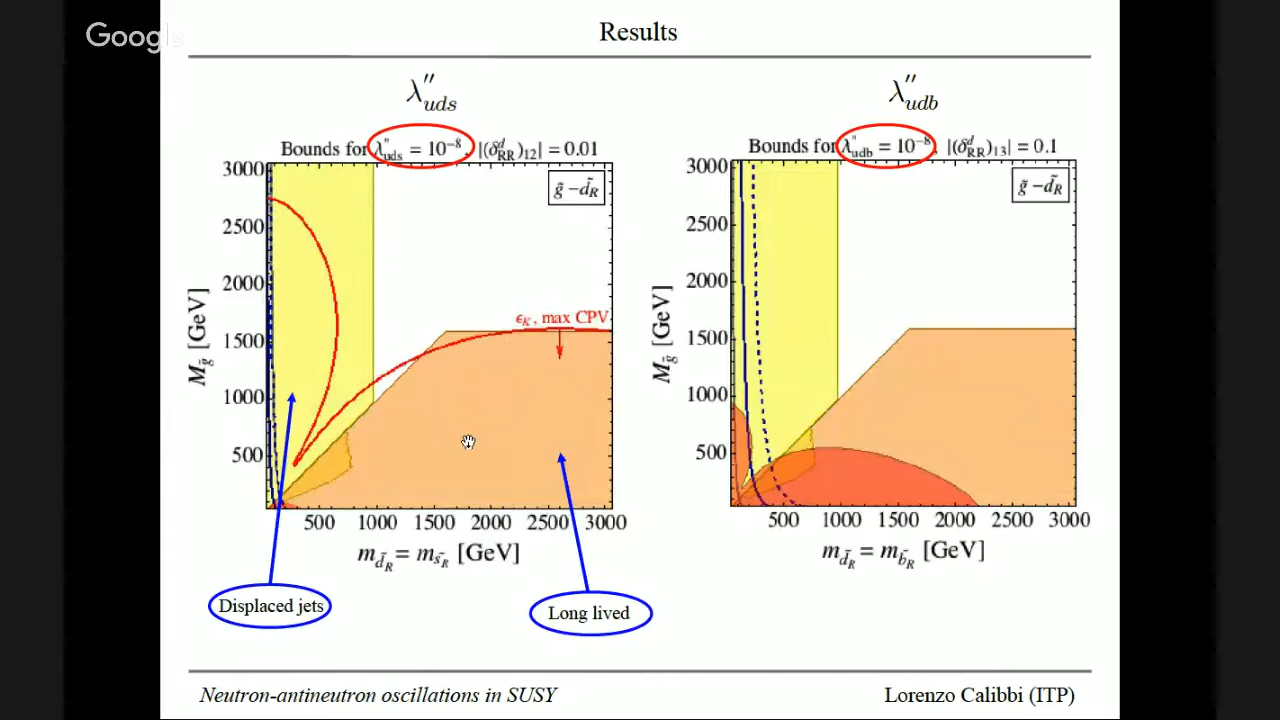 Google
Results
λ''uds
λ''udb
Bounds for λ''uds = 10⁻⁸, |(δᵈRR)12| = 0.01
Bounds for λ''udb = 10⁻⁸, |(δᵈRR)13| = 0.1
g̃ - d̃R
g̃ - d̃R
3000
2500
2000
1500
1000
500
Mg̃ [GeV]
ϵK, max CPV
500 1000 1500 2000 2500 3000
md̃R = ms̃R [GeV]
3000
2500
2000
1500
1000
500
Mg̃ [GeV]
500 1000 1500 2000 2500 3000
md̃R = mb̃R [GeV]
Displaced jets
Long lived
Neutron-antineutron oscillations in SUSY
Lorenzo Calibbi (ITP)